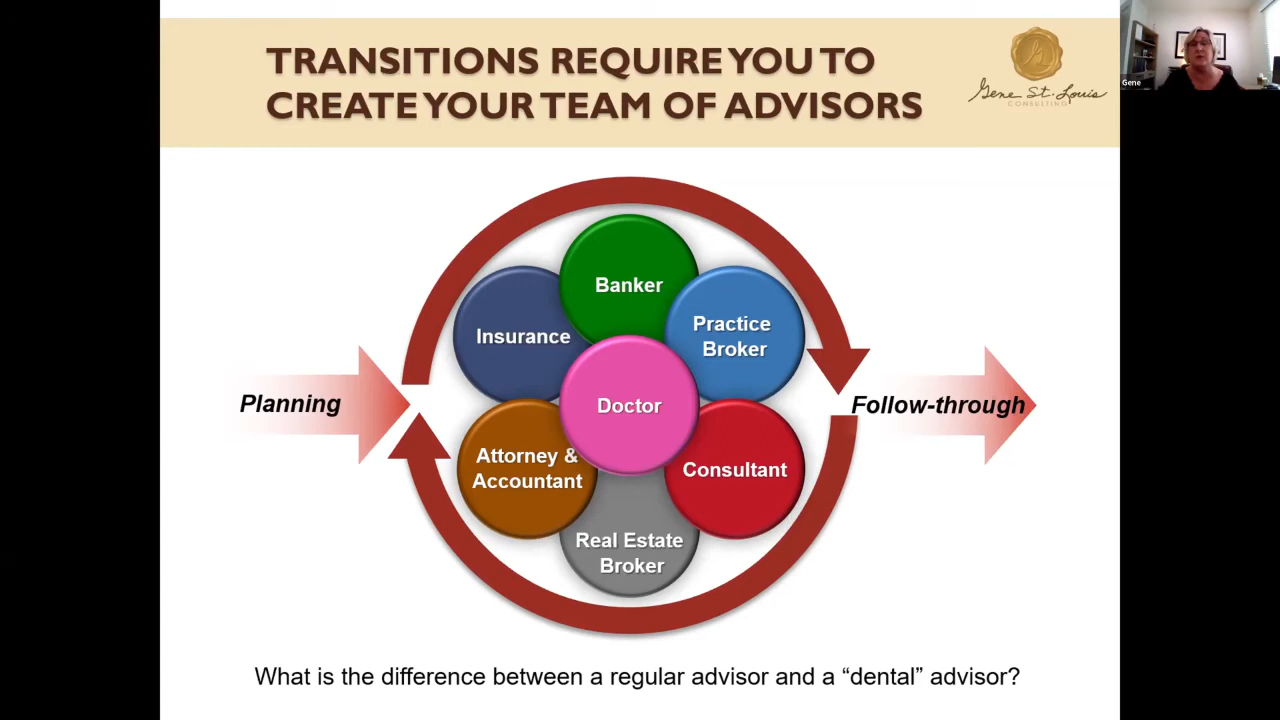 TRANSITIONS REQUIRE YOU TO
CREATE YOUR TEAM OF ADVISORS
Gene St. Louis
CONSULTING
Gene
Banker
Insurance
Practice
Broker
Planning
Doctor
Follow-through
Attorney &
Accountant
Consultant
Real Estate
Broker
What is the difference between a regular advisor and a “dental” advisor?